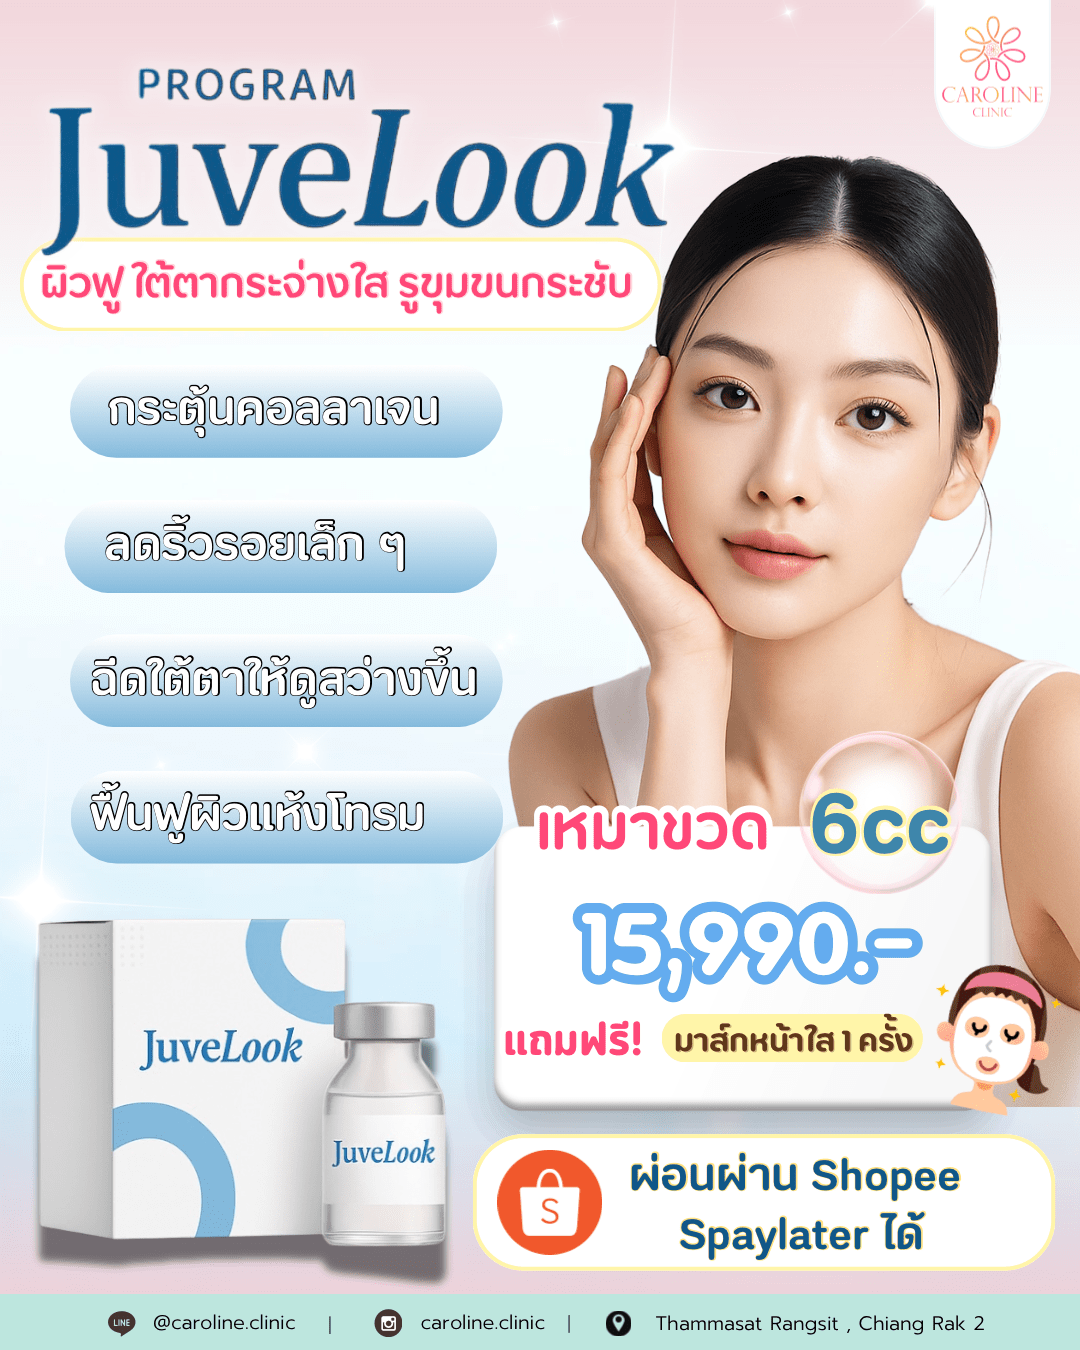 CAROLINE
CLINIC
PROGRAM
JuveLook
ผิวฟู ใต้ตากระจ่างใส รูขุมขนกระชับ
กระตุ้นคอลลาเจน
ลดริ้วรอยเล็ก ๆ
ฉีดใต้ตาให้ดูสว่างขึ้น
ฟื้นฟูผิวแห้งโทรม
เหมาขวด 6cc
15,990.-
แถมฟรี! มาส์กหน้าใส 1 ครั้ง
JuveLook
JuveLook
S
ผ่อนผ่าน Shopee
Spaylater ได้
LINE @caroline.clinic | caroline.clinic | Thammasat Rangsit , Chiang Rak 2